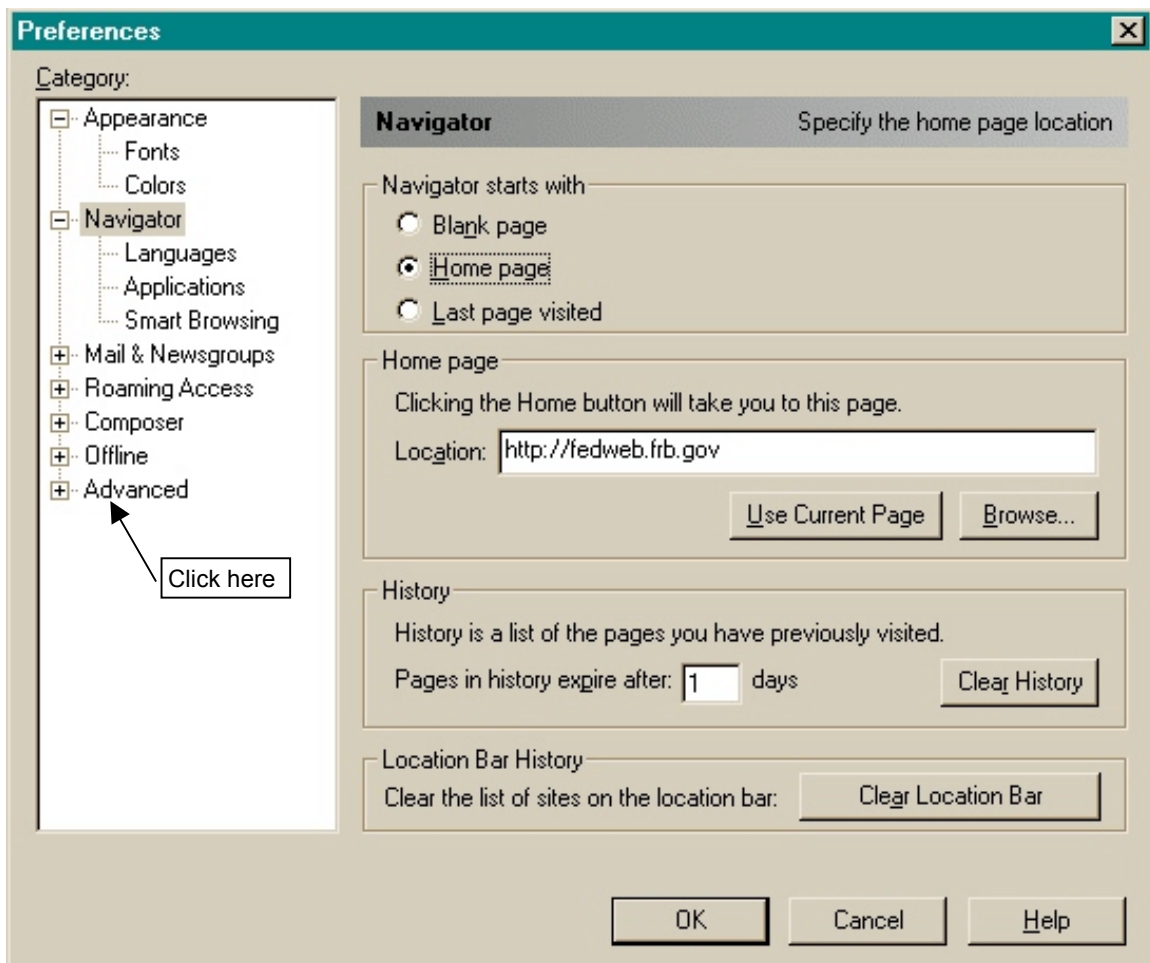 Preferences
Category:
Appearance
Fonts
Colors
Navigator
Languages
Applications
Smart Browsing
Mail & Newsgroups
Roaming Access
Composer
Offline
Advanced
Click here
Navigator Specify the home page location
Navigator starts with
Blank page
Home page
Last page visited
Home page
Clicking the Home button will take you to this page.
Location: http://fedweb.frb.gov
Use Current Page Browse...
History
History is a list of the pages you have previously visited.
Pages in history expire after: 1 days Clear History
Location Bar History
Clear the list of sites on the location bar: Clear Location Bar
OK Cancel Help